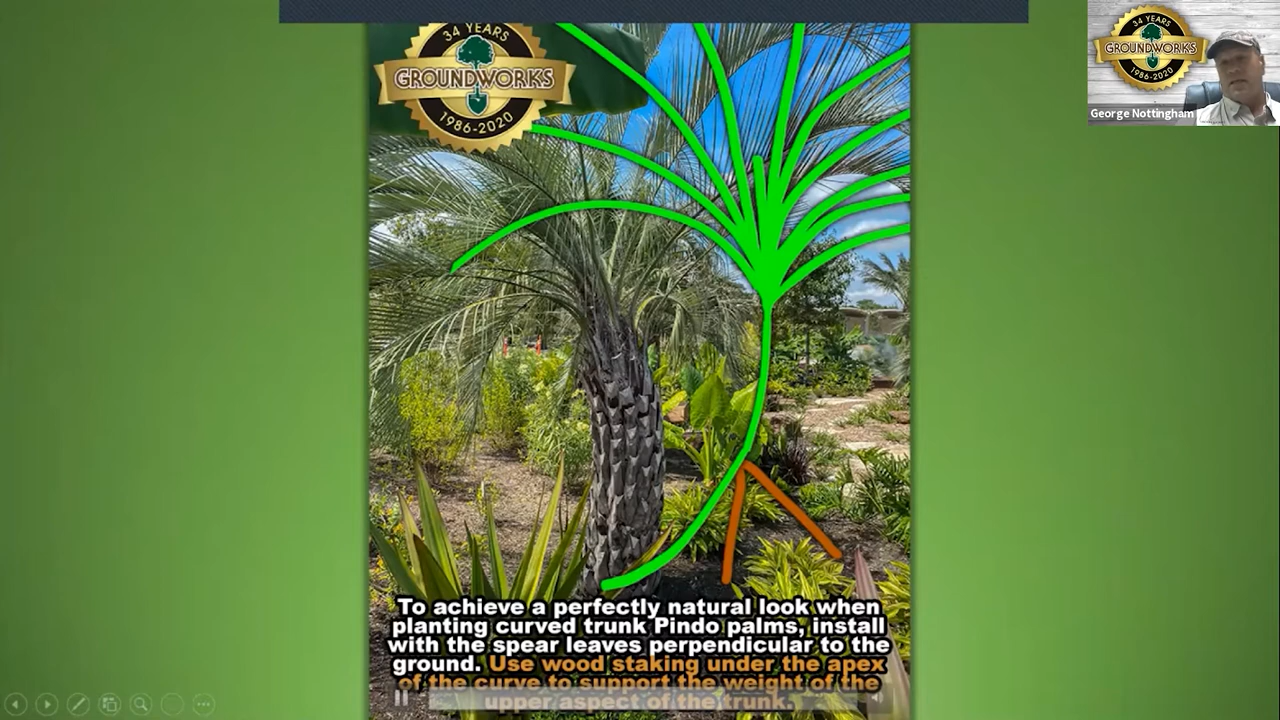 34 YEARS
GROUNDWORKS
1986-2020
34 YEARS
GROUNDWORKS
1986-2020
George Nottingham
To achieve a perfectly natural look when
planting curved trunk Pindo palms, install
with the spear leaves perpendicular to the
ground. Use wood staking under the apex
of the curve to support the weight of the
upper aspect of the trunk.